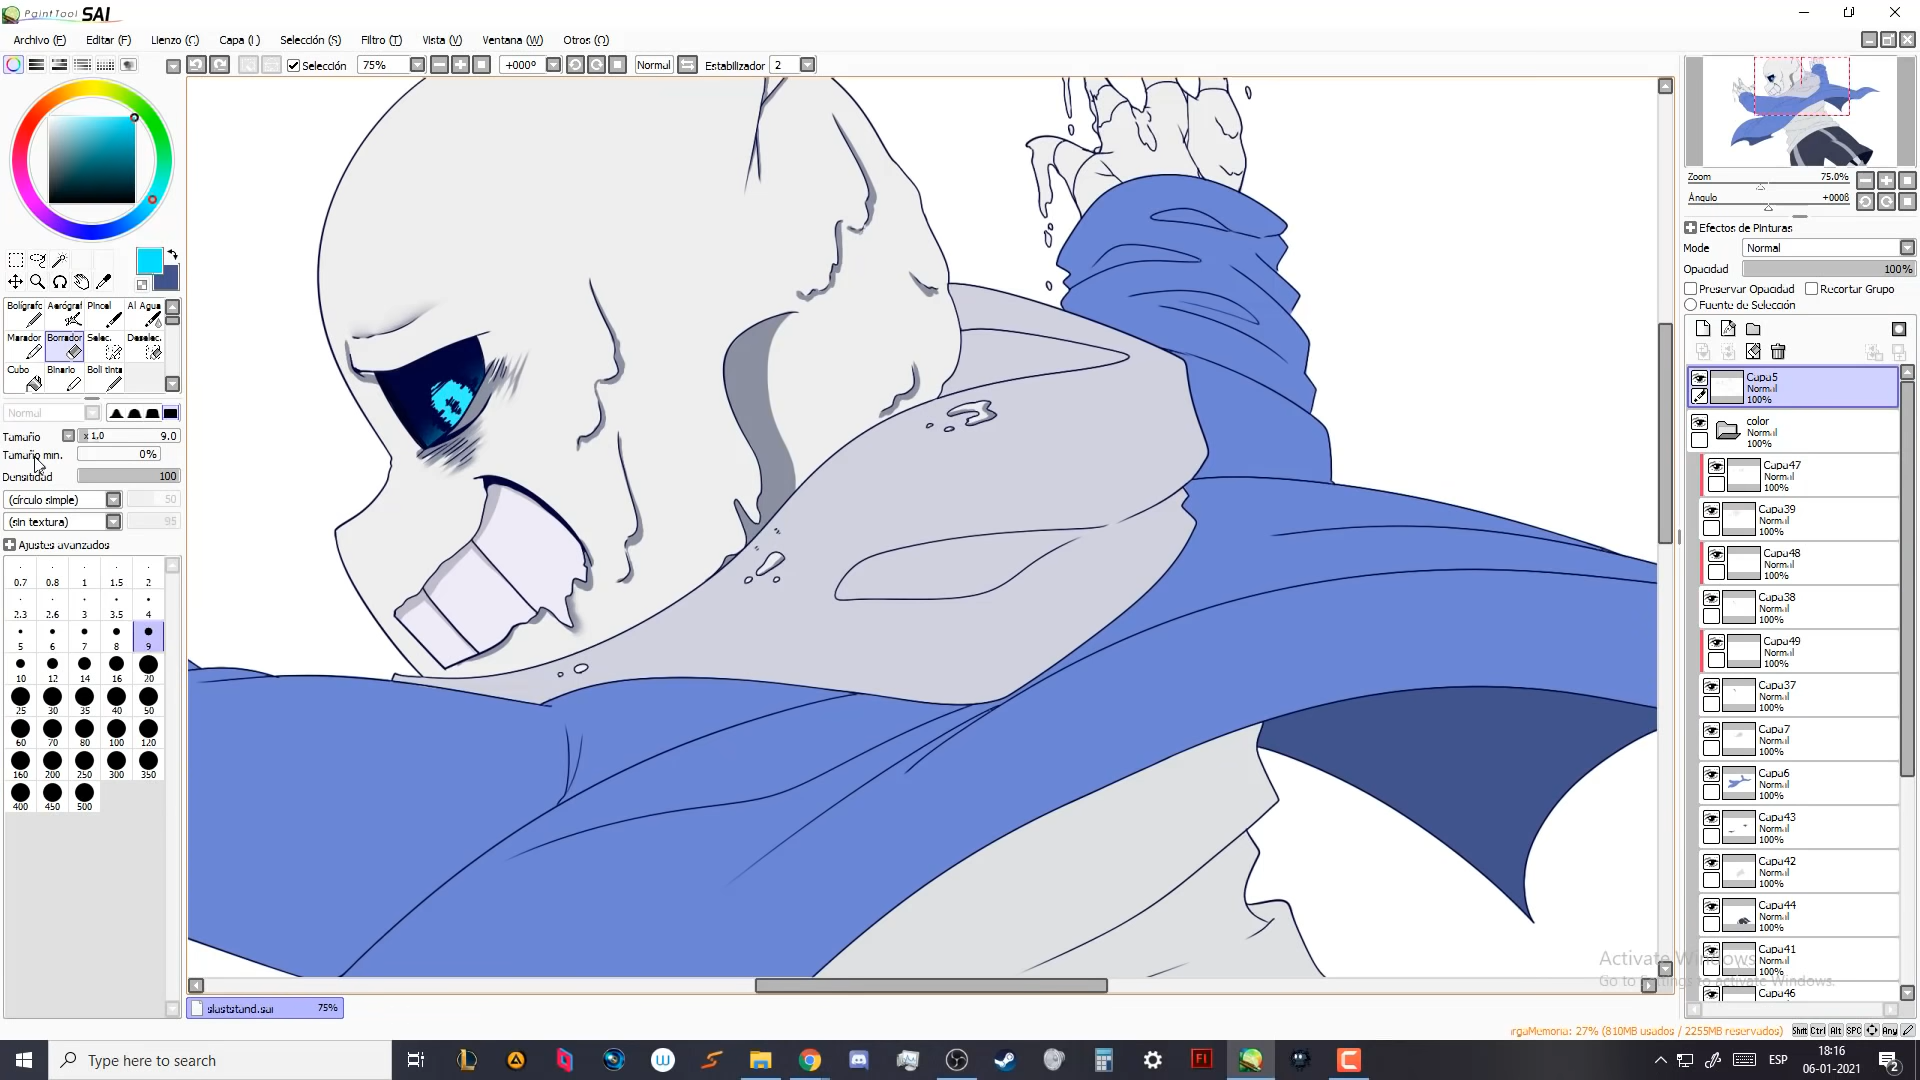 PaintTool SAI
Archivo (F) Editar (F) Lienzo (C) Capa (L) Selección (S) Filtro (T) Vista (V) Ventana (W) Otros (O)
Selección 75% +000º Normal Estabilizador 2
Zoom 75.0%
Ángulo +000º
Efectos de Pinturas
Mode Normal
Opacidad 100%
Preservar Opacidad Recortar Grupo
Fuente de Selección
Bolígrafo Aerógraf Pincel Al Agua
Marador Borrador Selec. Deselec.
Cubo Binario Boli tinta
Normal
Tamaño x 1,0 9.0
Tamaño min. 0%
Densidad 100
(círculo simple) 50
(sin textura) 95
Ajustes avanzados
0.7 0.8 1 1.5 2
2.3 2.6 3 3.5 4
5 6 7 8 9
10 12 14 16 20
25 30 35 40 50
60 70 80 100 120
160 200 250 300 350
400 450 500
Capa5
Normal
100%
color
Normal
100%
Capa47
Normal
100%
Capa39
Normal
100%
Capa48
Normal
100%
Capa38
Normal
100%
Capa49
Normal
100%
Capa37
Normal
100%
Capa7
Normal
100%
Capa6
Normal
100%
Capa43
Normal
100%
Capa42
Normal
100%
Capa44
Normal
100%
Capa41
Normal
100%
Capa46
Activate Windows
Go to Settings to activate Windows.
slaststand.sai 75%
rgaMemoria: 27% (810MB usados / 2255MB reservados) Shift Ctrl Alt SPC Any
Type here to search
ESP
18:16
06-01-2021
2